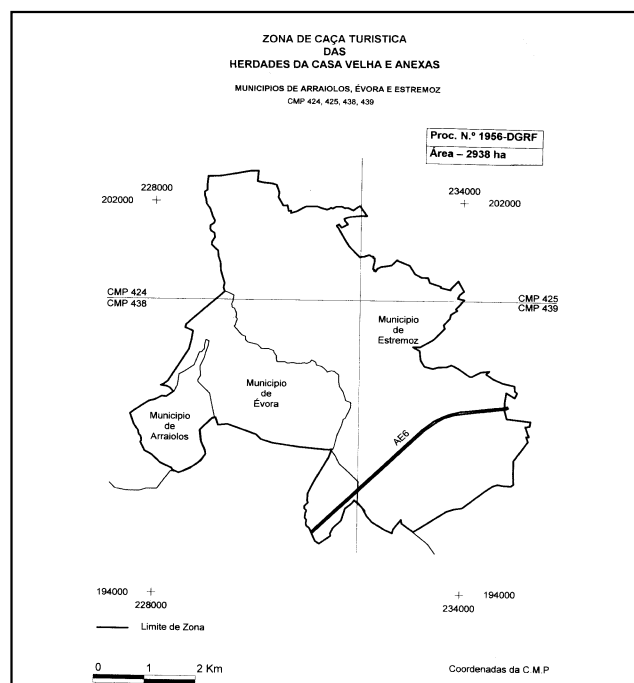 ZONA DE CAÇA TURISTICA
DAS
HERDADES DA CASA VELHA E ANEXAS
MUNICIPIOS DE ARRAIOLOS, ÉVORA E ESTREMOZ
CMP 424, 425, 438, 439
Proc. N.º 1956-DGRF
Área – 2938 ha
228000
202000
234000
202000
CMP 424
CMP 438
CMP 425
CMP 439
Municipio
de
Estremoz
Municipio
de
Évora
Municipio
de
Arraiolos
AE6
194000
228000
194000
234000
Limite de Zona
0 1 2 Km
Coordenadas da C.M.P